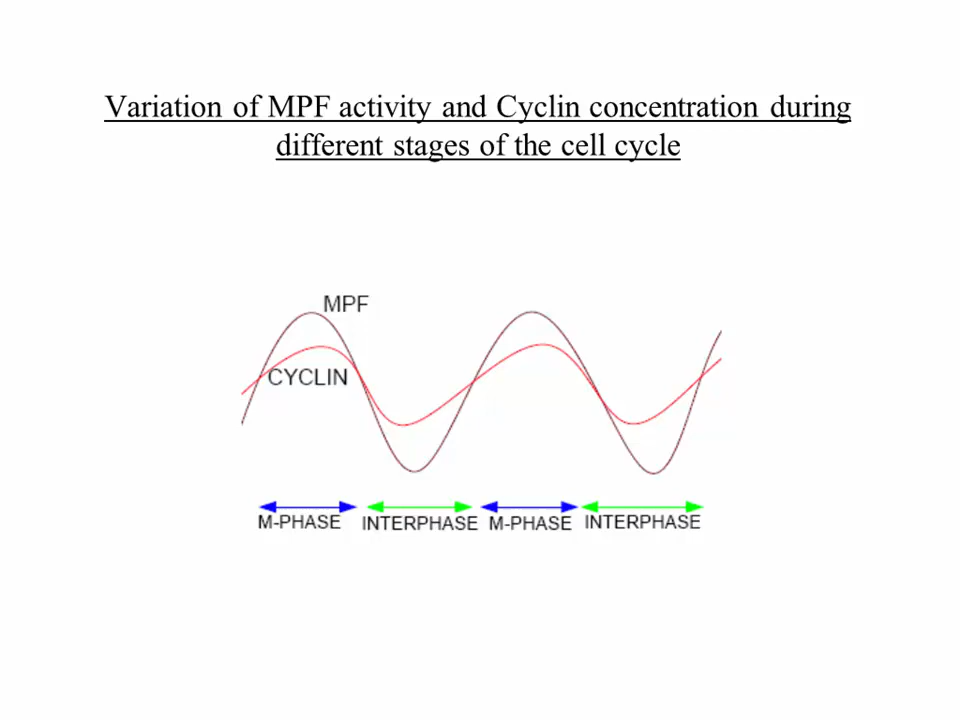 Variation of MPF activity and Cyclin concentration during
different stages of the cell cycle
MPF
CYCLIN
M-PHASE
INTERPHASE
M-PHASE
INTERPHASE